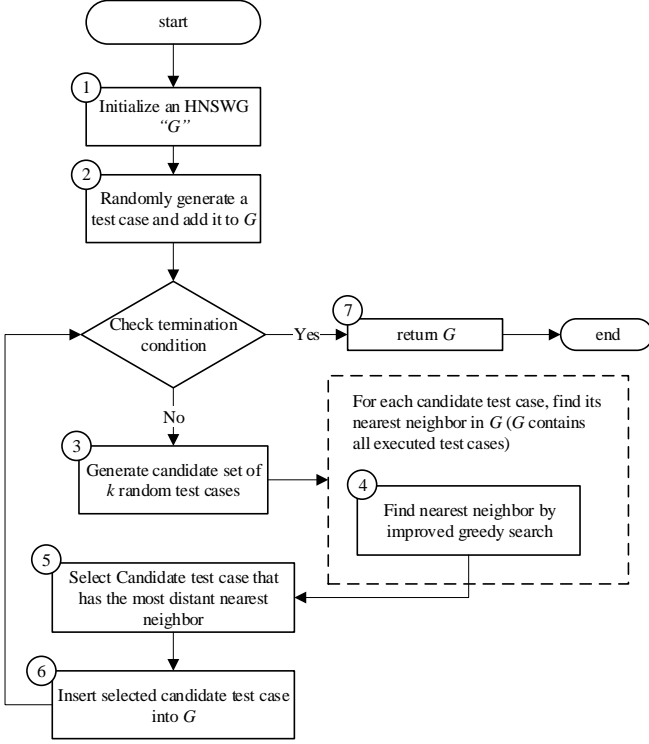 start
1
Initialize an HNSWG
“G”
2
Randomly generate a
test case and add it to G
Check termination
condition
Yes
7
return G
end
No
3
Generate candidate set of
k random test cases
For each candidate test case, find its
nearest neighbor in G (G contains
all executed test cases)
4
Find nearest neighbor by
improved greedy search
5
Select Candidate test case that
has the most distant nearest
neighbor
6
Insert selected candidate test case
into G